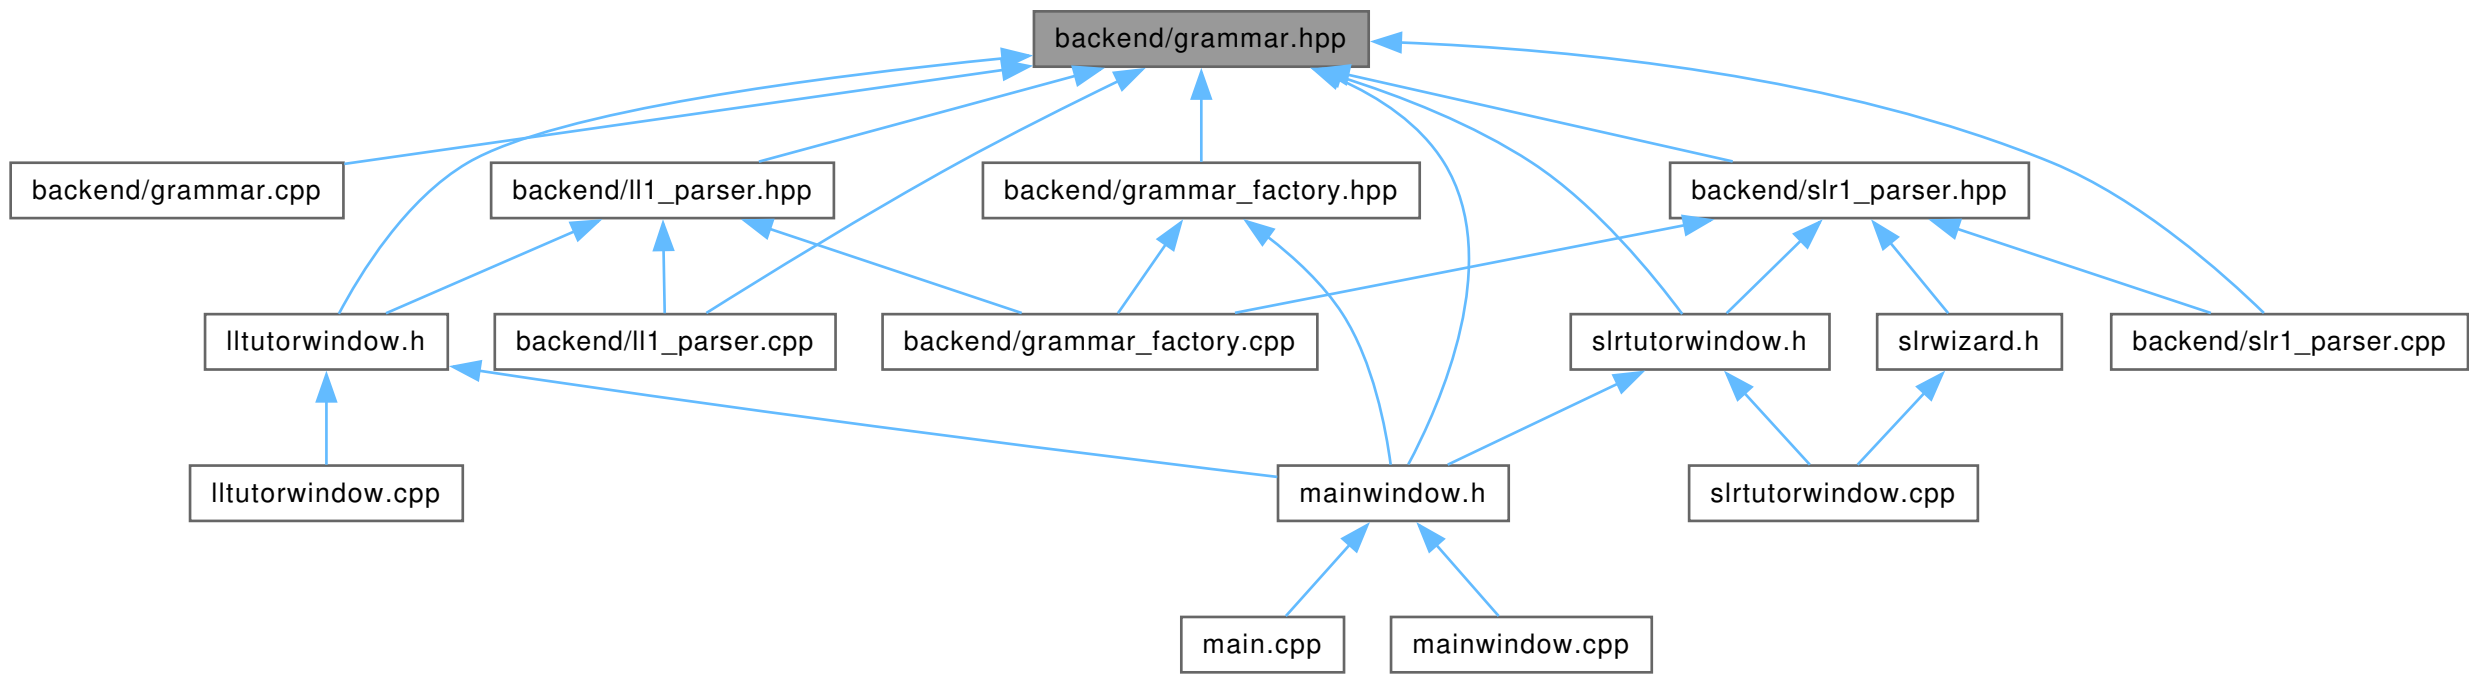 backend/grammar.hpp
backend/grammar.cpp
backend/ll1_parser.hpp
backend/grammar_factory.hpp
backend/slr1_parser.hpp
lltutorwindow.h
backend/ll1_parser.cpp
backend/grammar_factory.cpp
slrtutorwindow.h
slrwizard.h
backend/slr1_parser.cpp
lltutorwindow.cpp
mainwindow.h
slrtutorwindow.cpp
main.cpp
mainwindow.cpp